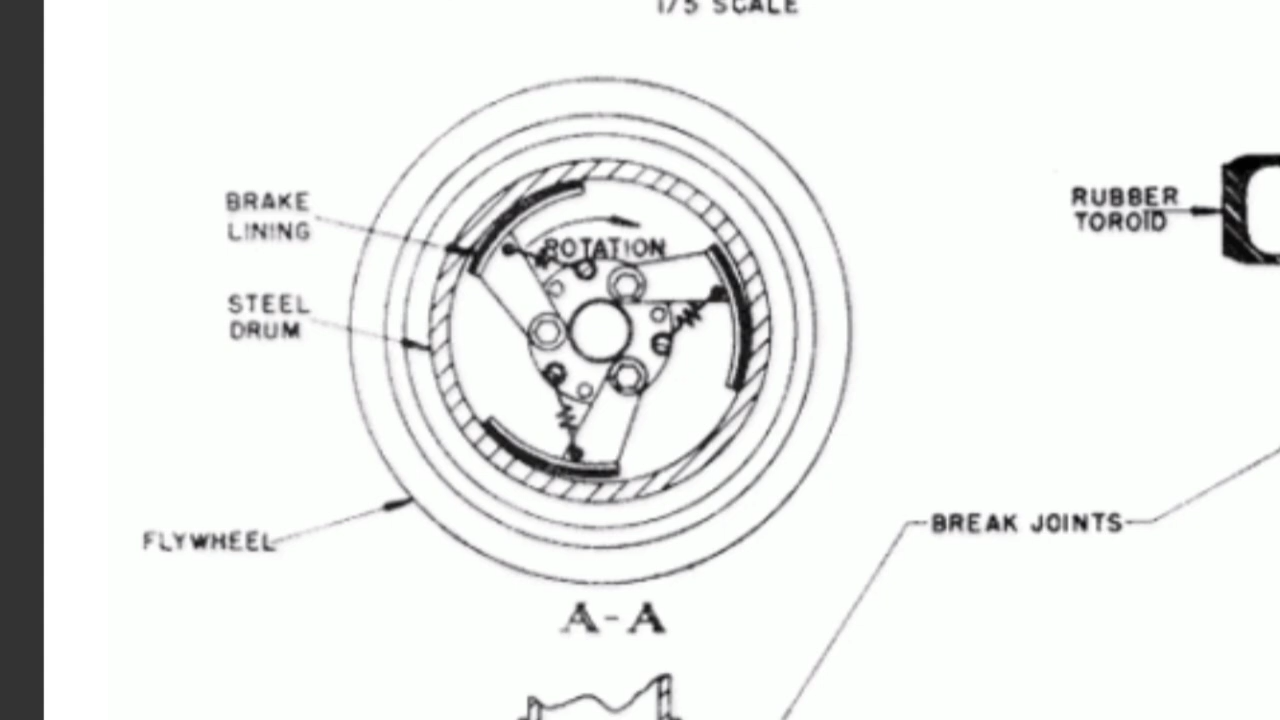 1/5 SCALE
BRAKE
LINING
ROTATION
RUBBER
TOROID
STEEL
DRUM
BREAK JOINTS
FLYWHEEL
A-A